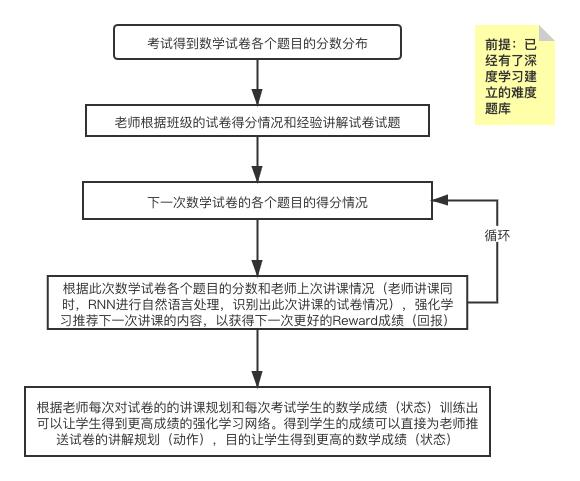 考试得到数学试卷各个题目的分数分布
前提：已
经有了深
度学习建
立的难度
题库
老师根据班级的试卷得分情况和经验讲解试卷试题
下一次数学试卷的各个题目的得分情况
循环
根据此次数学试卷各个题目的分数和老师上次讲课情况（老师讲课同
时，RNN进行自然语言处理，识别出此次讲课的试卷情况），强化学
习推荐下一次讲课的内容，以获得下一次更好的Reward成绩（回报）
根据老师每次对试卷的的讲课规划和每次考试学生的数学成绩（状态）训练出
可以让学生得到更高成绩的强化学习网络。得到学生的成绩可以直接为老师推
送试卷的讲解规划（动作），目的让学生得到更高的数学成绩（状态）